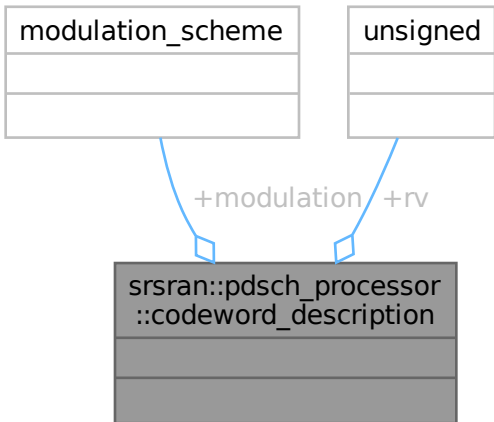 modulation_scheme
unsigned
+modulation
+rv
srsran::pdsch_processor
::codeword_description